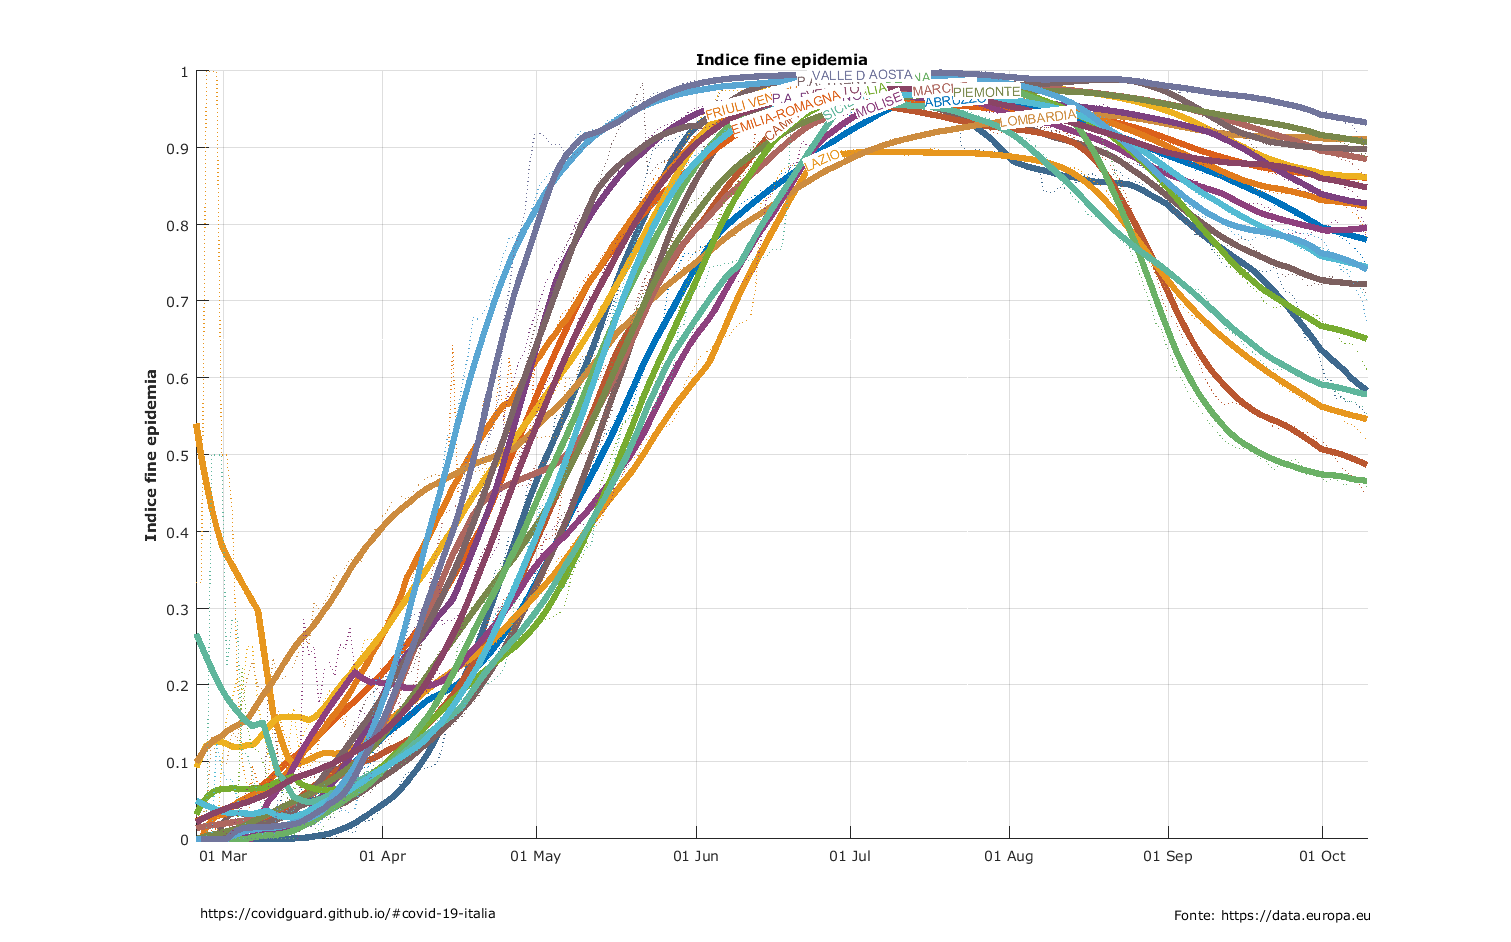 Indice fine epidemia
Indice fine epidemia
1
0.9
0.8
0.7
0.6
0.5
0.4
0.3
0.2
0.1
0
VALLE D AOSTA
FRIULI VEN
EMILIA-ROMAGNA
MOLISE
MARC
ABRUZZO
PIEMONTE
LOMBARDIA
LAZIO
01 Mar
01 Apr
01 May
01 Jun
01 Jul
01 Aug
01 Sep
01 Oct
https://covidguard.github.io/#covid-19-italia
Fonte: https://data.europa.eu